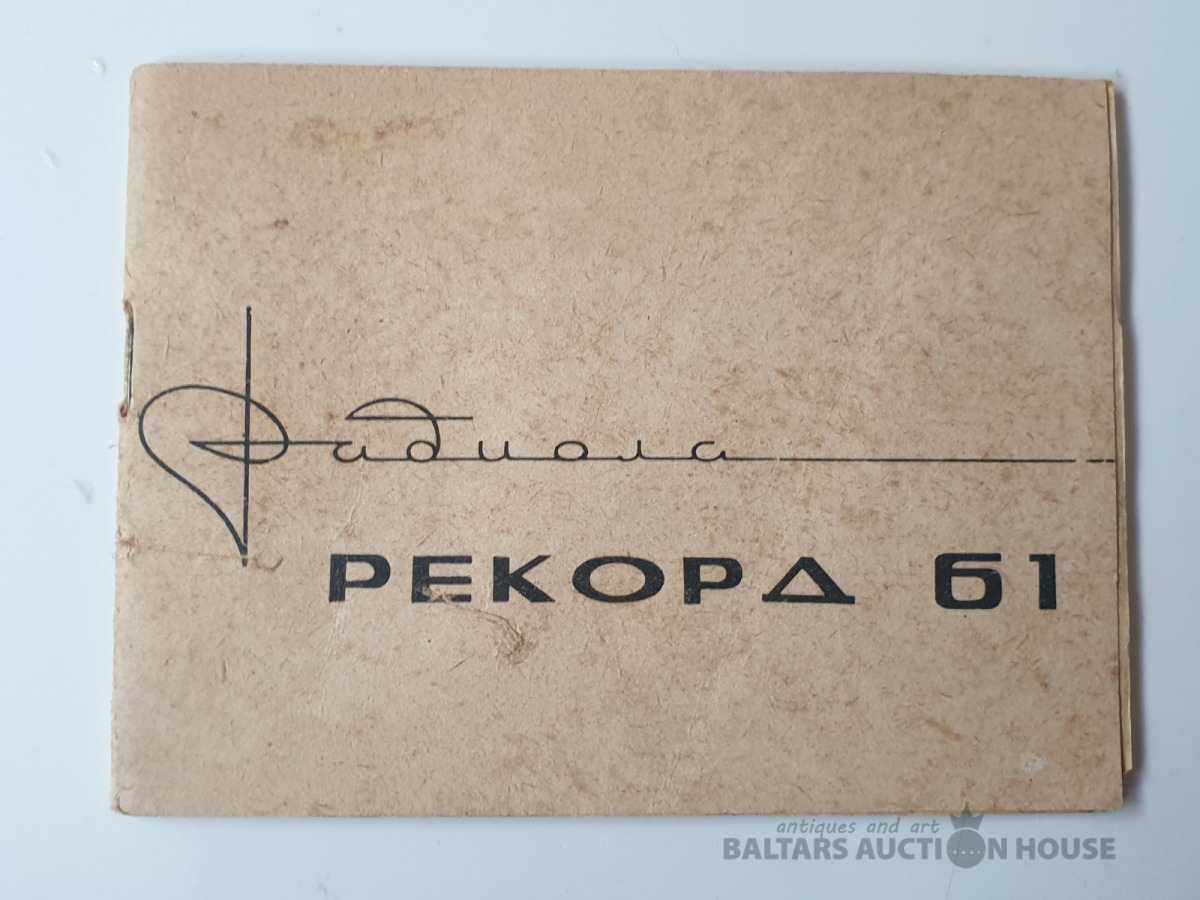 Радиола
РЕКОРД 61
antiques and art
BALTARS AUCTION HOUSE